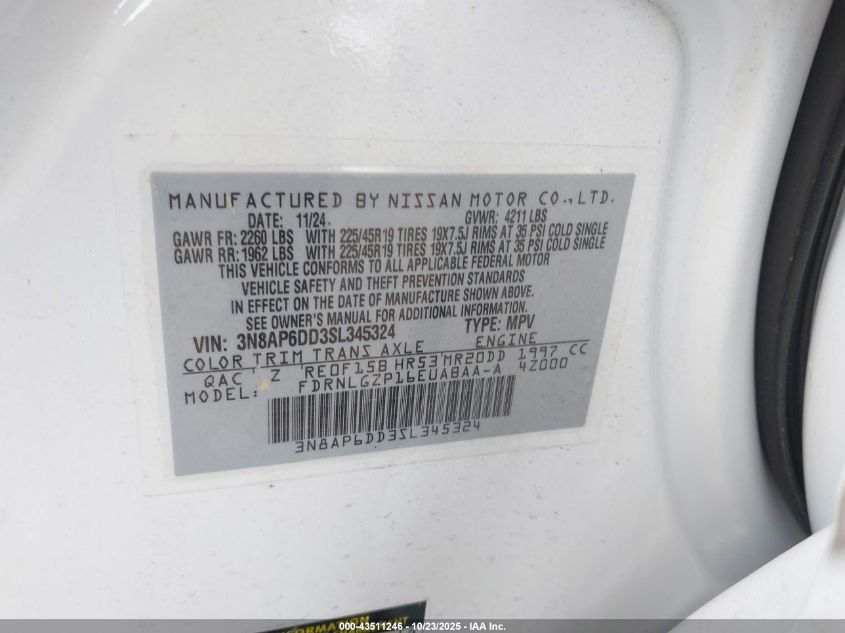 MANUFACTURED BY NISSAN MOTOR CO.,LTD.
DATE: 11/24 GVWR: 4211 LBS
GAWR FR: 2260 LBS WITH 225/45R19 TIRES 19X7.5J RIMS AT 35 PSI COLD SINGLE
GAWR RR: 1962 LBS WITH 225/45R19 TIRES 19X7.5J RIMS AT 35 PSI COLD SINGLE
THIS VEHICLE CONFORMS TO ALL APPLICABLE FEDERAL MOTOR
VEHICLE SAFETY AND THEFT PREVENTION STANDARDS
IN EFFECT ON THE DATE OF MANUFACTURE SHOWN ABOVE.
SEE OWNER'S MANUAL FOR ADDITIONAL INFORMATION.
VIN: 3N8AP6DD3SL345324 TYPE: MPV
COLOR TRIM TRANS AXLE ENGINE
QAC Z RE0F15B HR53 MR20DD 1997 CC
MODEL: FDRNLGZP16EUABAA-A 4Z000
3N8AP6DD3SL345324
INFORMATION
000-43511246 - 10/23/2025 - IAA Inc.